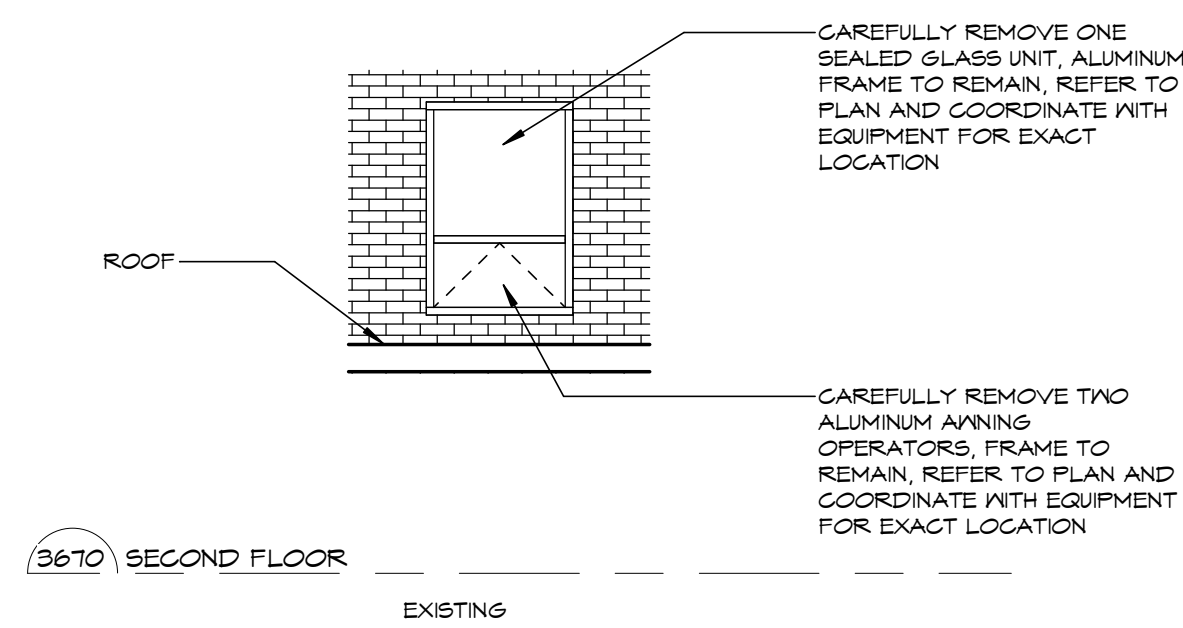 CAREFULLY REMOVE ONE
SEALED GLASS UNIT, ALUMINUM
FRAME TO REMAIN, REFER TO
PLAN AND COORDINATE WITH
EQUIPMENT FOR EXACT
LOCATION
ROOF
CAREFULLY REMOVE TWO
ALUMINUM AWNING
OPERATORS, FRAME TO
REMAIN, REFER TO PLAN AND
COORDINATE WITH EQUIPMENT
FOR EXACT LOCATION
3670 SECOND FLOOR
EXISTING